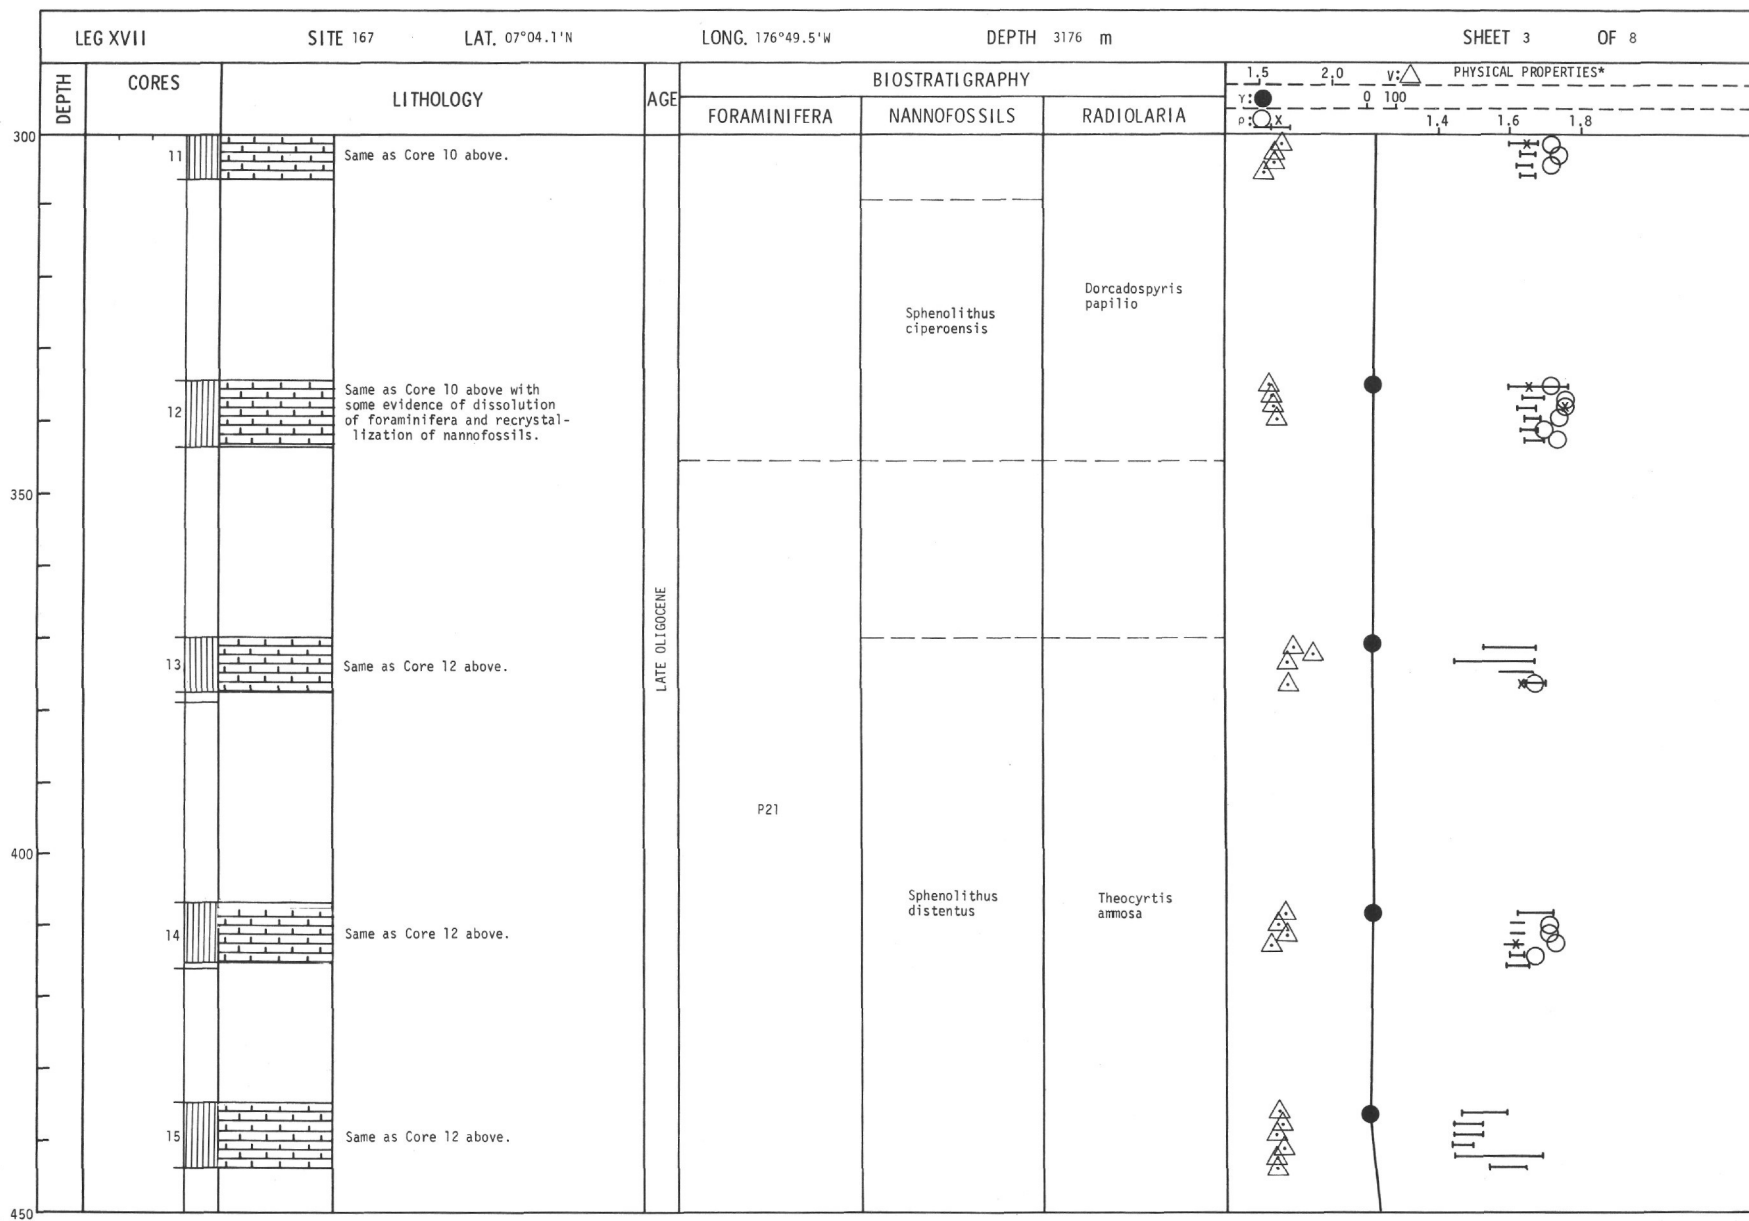 LEG XVII SITE 167 LAT. 07°04.1'N LONG. 176°49.5'W DEPTH 3176 m SHEET 3 OF 8
DEPTH CORES LITHOLOGY AGE BIOSTRATIGRAPHY
FORAMINIFERA NANNOFOSSILS RADIOLARIA
1.5 2.0 V: PHYSICAL PROPERTIES*
γ: 0 100
ρ: X 1.4 1.6 1.8
300
11 Same as Core 10 above.
Dorcadospyris
papilio
Sphenolithus
ciperoensis
12 Same as Core 10 above with
some evidence of dissolution
of foraminifera and recrystal-
lization of nannofossils.
350
LATE OLIGOCENE
13 Same as Core 12 above.
P21
400
Sphenolithus
distentus
Theocyrtis
annosa
14 Same as Core 12 above.
15 Same as Core 12 above.
450